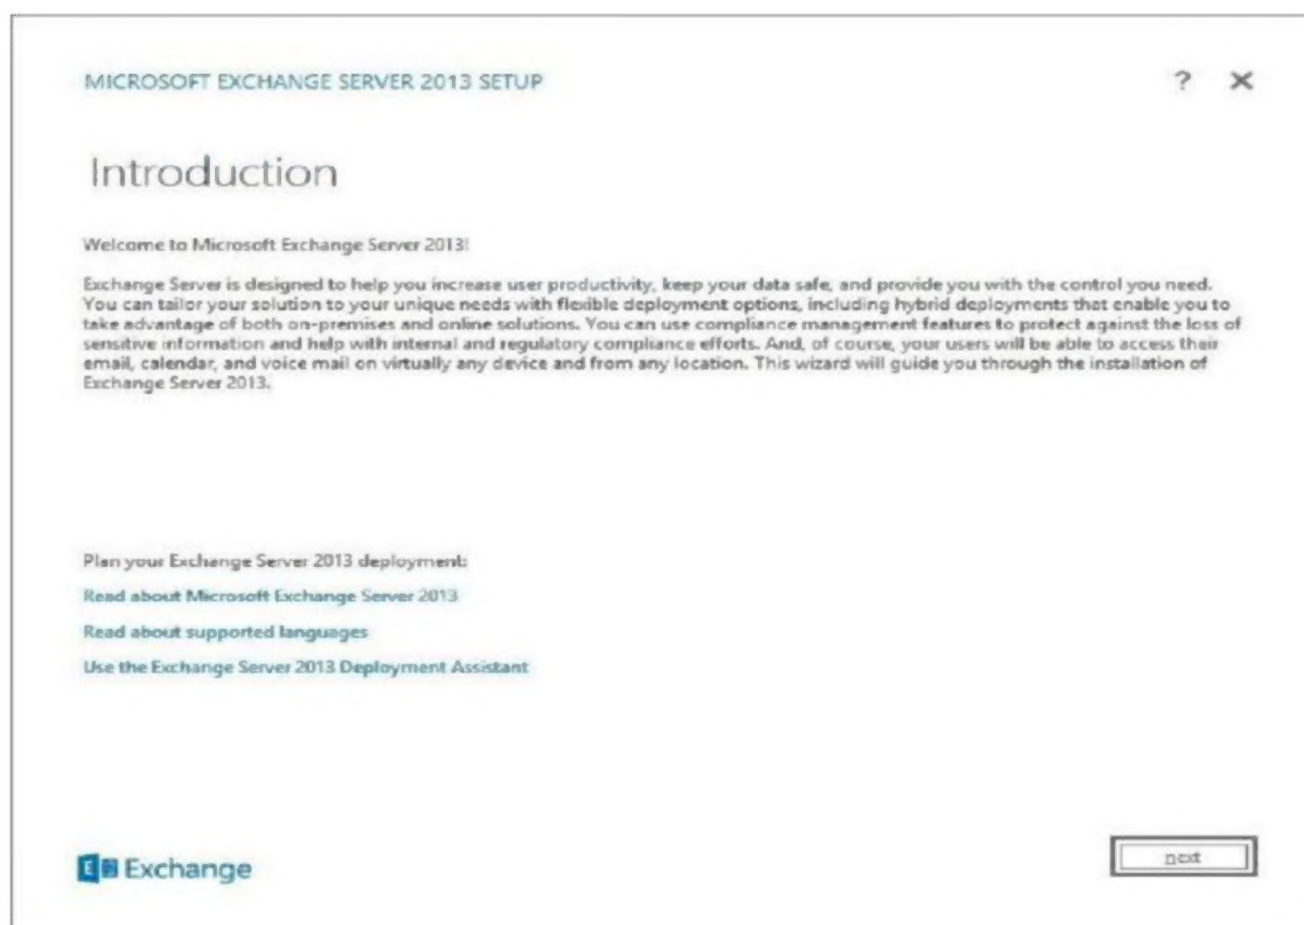 MICROSOFT EXCHANGE SERVER 2013 SETUP
?
Introduction
Welcome to Microsoft Exchange Server 2013!
Exchange Server is designed to help you increase user productivity, keep your data safe, and provide you with the control you need.
You can tailor your solution to your unique needs with flexible deployment options, including hybrid deployments that enable you to
take advantage of both on-premises and online solutions. You can use compliance management features to protect against the loss of
sensitive information and help with internal and regulatory compliance efforts. And, of course, your users will be able to access their
email, calendar, and voice mail on virtually any device and from any location. This wizard will guide you through the installation of
Exchange Server 2013.
Plan your Exchange Server 2013 deployment:
Read about Microsoft Exchange Server 2013
Read about supported languages
Use the Exchange Server 2013 Deployment Assistant
E Exchange
next